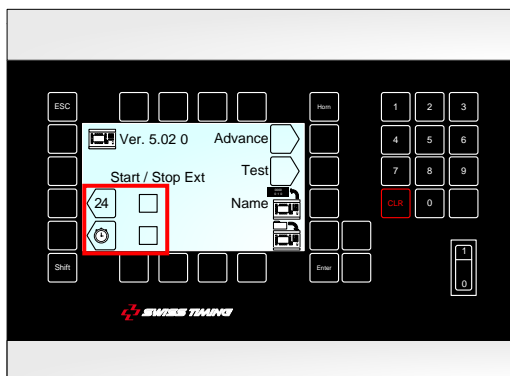 ESC
Horn
1 2 3
Ver. 5.02 0 Advance
4 5 6
Start / Stop Ext Test
7 8 9
24 Name
CLR 0
Shift
Enter
1
0
SWISS TIMING